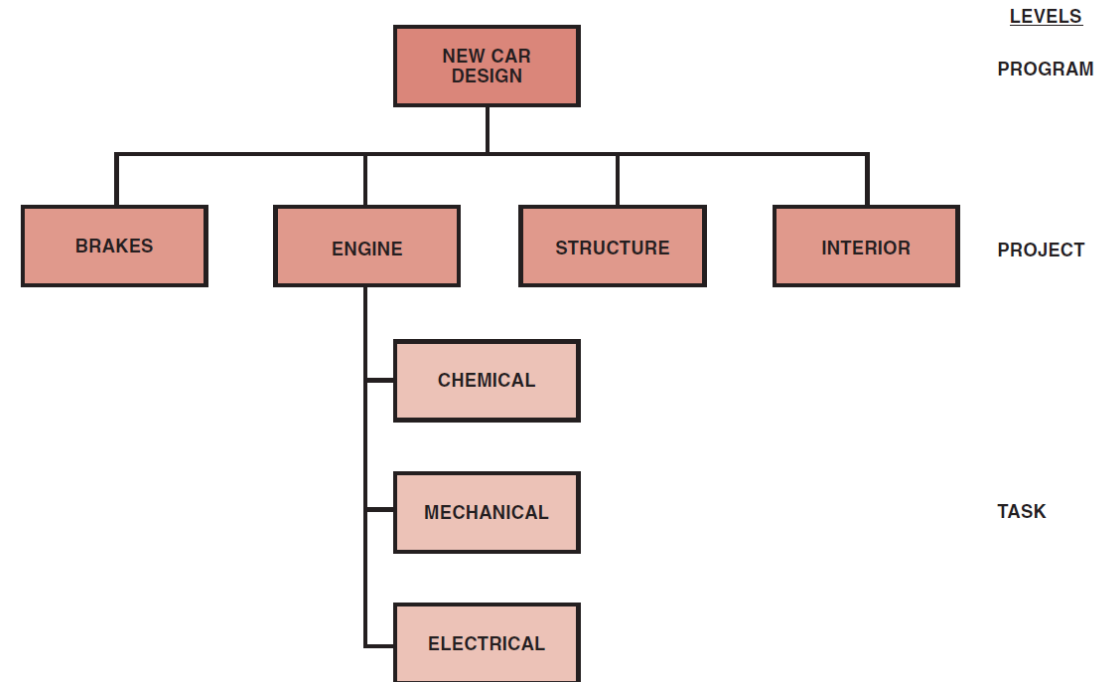 LEVELS
NEW CAR
DESIGN
PROGRAM
BRAKES
ENGINE
STRUCTURE
INTERIOR
PROJECT
CHEMICAL
MECHANICAL
TASK
ELECTRICAL